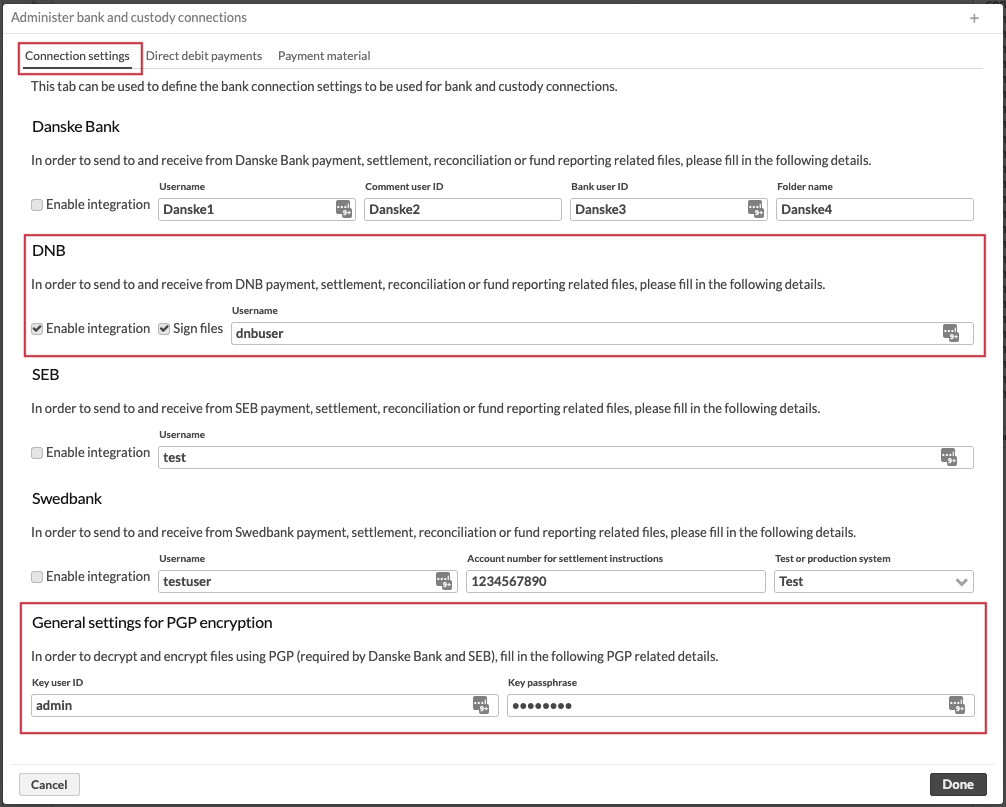 Administer bank and custody connections
Connection settings Direct debit payments Payment material
This tab can be used to define the bank connection settings to be used for bank and custody connections.
Danske Bank
In order to send to and receive from Danske Bank payment, settlement, reconciliation or fund reporting related files, please fill in the following details.
Username Comment user ID Bank user ID Folder name
Enable integration Danske1 Danske2 Danske3 Danske4
DNB
In order to send to and receive from DNB payment, settlement, reconciliation or fund reporting related files, please fill in the following details.
Username
Enable integration Sign files dnbuser
SEB
In order to send to and receive from SEB payment, settlement, reconciliation or fund reporting related files, please fill in the following details.
Username
Enable integration test
Swedbank
In order to send to and receive from Swedbank payment, settlement, reconciliation or fund reporting related files, please fill in the following details.
Username Account number for settlement instructions Test or production system
Enable integration testuser 1234567890 Test
General settings for PGP encryption
In order to decrypt and encrypt files using PGP (required by Danske Bank and SEB), fill in the following PGP related details.
Key user ID Key passphrase
admin ••••••••
Cancel Done